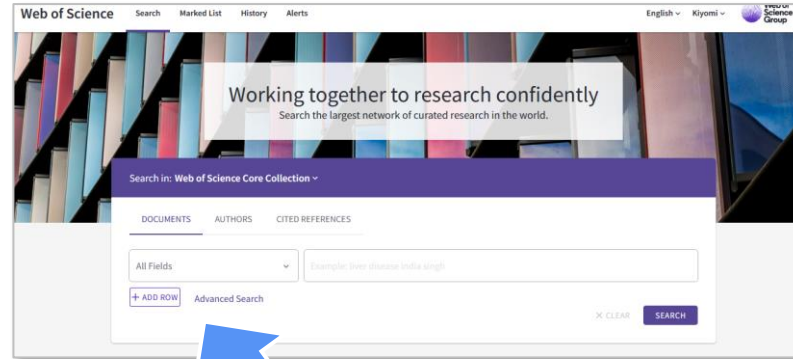 Web of Science Search Marked List History Alerts English Kiyomi Web of Science Group
Working together to research confidently
Search the largest network of curated research in the world.
Search in: Web of Science Core Collection
DOCUMENTS AUTHORS CITED REFERENCES
All Fields Example: liver disease india singh
+ ADD ROW Advanced Search
× CLEAR SEARCH